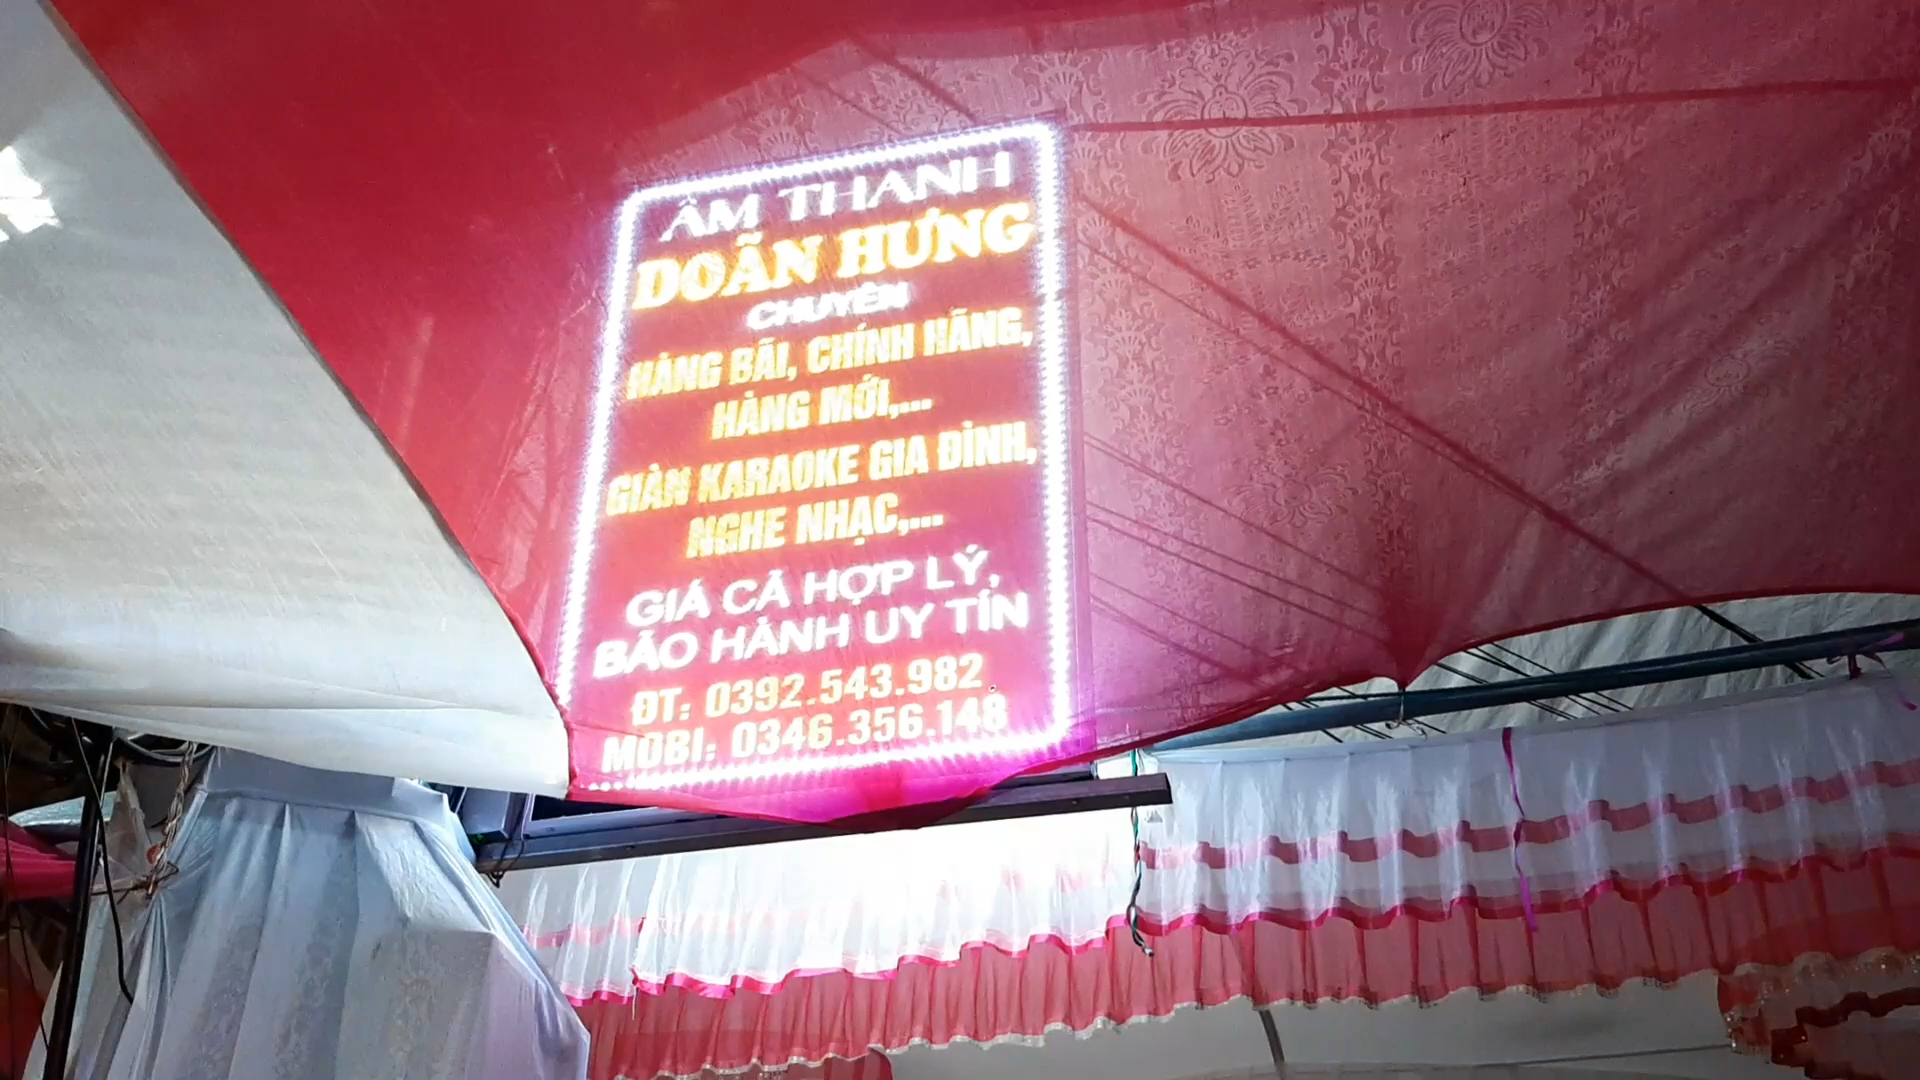 ÂM THANH
DOÃN HƯNG
CHUYÊN
HÀNG BÃI, CHÍNH HÃNG,
HÀNG MỚI,...
GIÀN KARAOKE GIA ĐÌNH,
NGHE NHẠC,...
GIÁ CẢ HỢP LÝ,
BẢO HÀNH UY TÍN
ĐT: 0392.543.982
MOBI: 0346.356.148